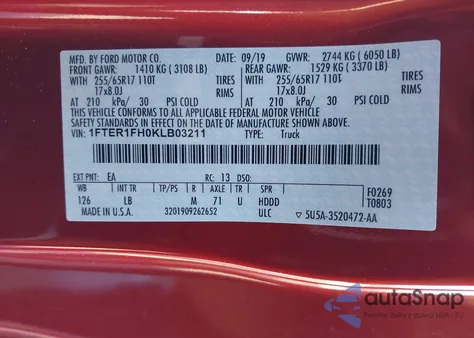 MFD. BY FORD MOTOR CO. 09/19 GVWR: 2744 KG ( 6050 LB)
FRONT GAWR: 1410 KG ( 3108 LB) REAR GAWR: 1529 KG ( 3370 LB)
255/65R17 110T TIRES 255/65R17 110T TIRES
17x8.0J RIMS 17x8.0J RIMS
AT 210 kPa/ 30 PSI COLD AT 210 kPa/ 30 PSI COLD
THIS VEHICLE CONFORMS TO ALL APPLICABLE FEDERAL MOTOR VEHICLE
SAFETY AND THEFT PREVENTION STANDARDS IN EFFECT ON THE DATE OF
MANUFACTURE SHOWN ABOVE.
VIN: 1FTER1FH0KLB03211 TYPE: Truck
EXT PNT: EA RC: 13 DSO:
WB INT TR TP/PS R AXLE TR SPR F0269
126 LB M 71 U HDDD T0803
MADE IN U.S.A. 3201909262652 ULC ▽ 5U5A-3520472-AA
autoSnap